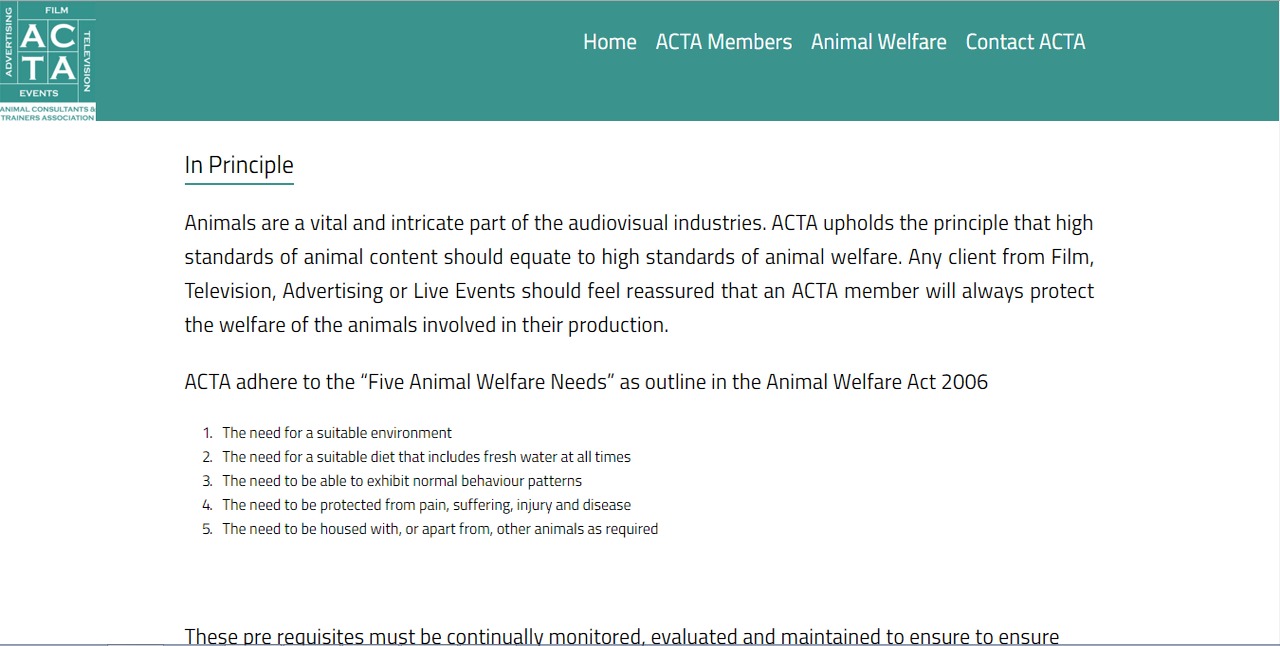 FILM
ADVERTISING
AC
TA
TELEVISION
EVENTS
ANIMAL CONSULTANTS &
TRAINERS ASSOCIATION
Home ACTA Members Animal Welfare Contact ACTA
In Principle
Animals are a vital and intricate part of the audiovisual industries. ACTA upholds the principle that high
standards of animal content should equate to high standards of animal welfare. Any client from Film,
Television, Advertising or Live Events should feel reassured that an ACTA member will always protect
the welfare of the animals involved in their production.
ACTA adhere to the “Five Animal Welfare Needs” as outline in the Animal Welfare Act 2006
1. The need for a suitable environment
2. The need for a suitable diet that includes fresh water at all times
3. The need to be able to exhibit normal behaviour patterns
4. The need to be protected from pain, suffering, injury and disease
5. The need to be housed with, or apart from, other animals as required
These pre requisites must be continually monitored, evaluated and maintained to ensure to ensure